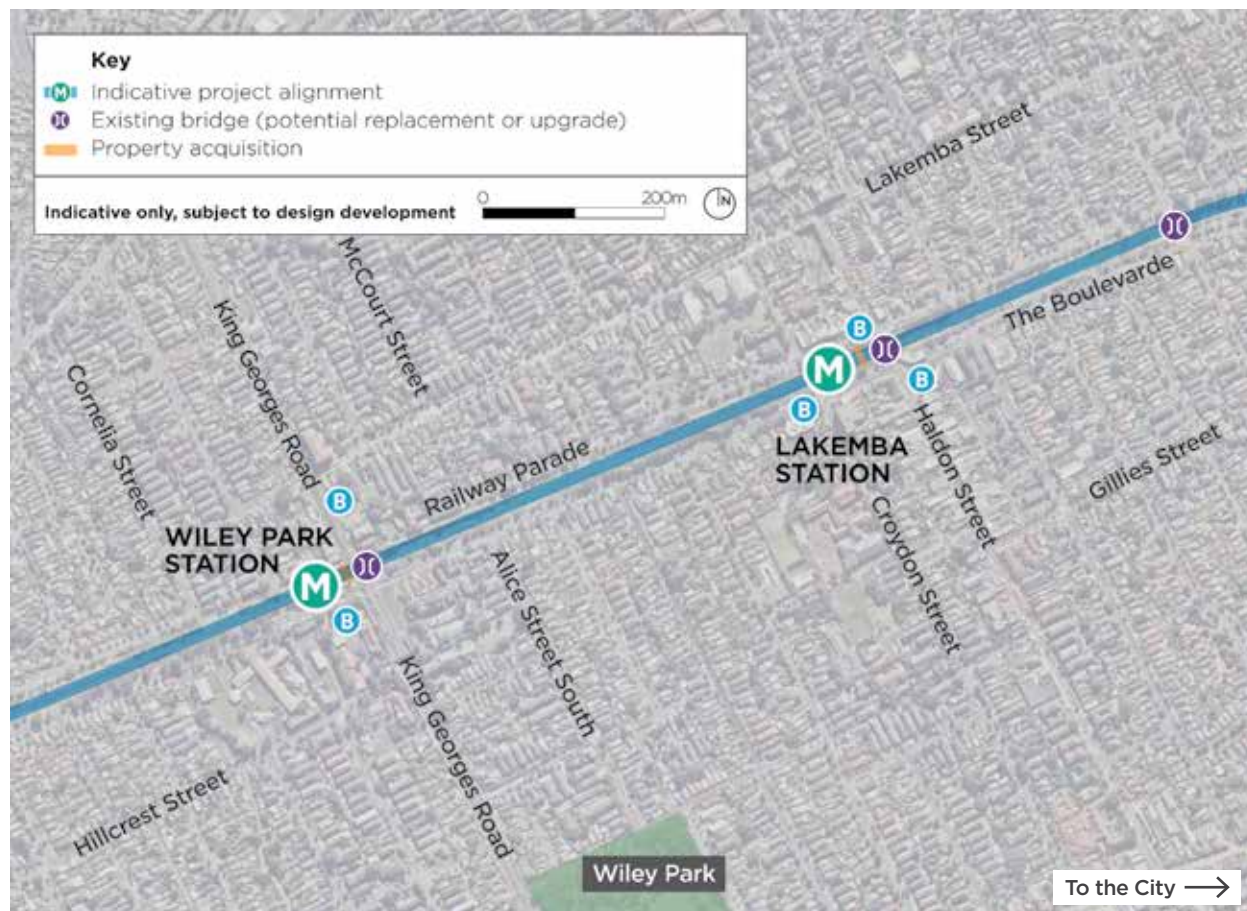 Key
M Indicative project alignment
Existing bridge (potential replacement or upgrade)
Property acquisition
Indicative only, subject to design development
0 200m
N
Lakemba Street
McCourt Street
King Georges Road
Cornelia Street
The Boulevarde
B
M
B
B
LAKEMBA
STATION
Haldon Street
Gillies Street
Croydon Street
Railway Parade
B
WILEY PARK
STATION
M
B
Alice Street South
King Georges Road
Hillcrest Street
Wiley Park
To the City